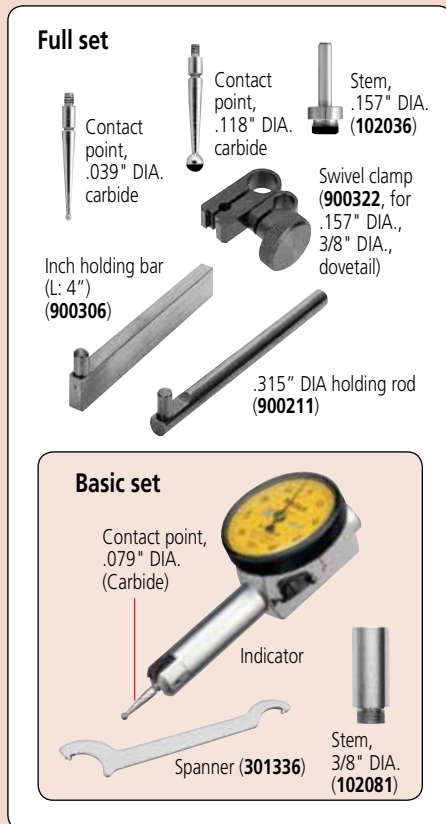 Full set
Contact
point,
.039" DIA.
carbide
Contact
point,
.118" DIA.
carbide
Stem,
.157" DIA.
(102036)
Swivel clamp
(900322, for
.157" DIA.,
3/8" DIA.,
dovetail)
Inch holding bar
(L: 4”)
(900306)
.315” DIA holding rod
(900211)
Basic set
Contact point,
.079" DIA.
(Carbide)
Indicator
Spanner (301336)
Stem,
3/8" DIA.
(102081)